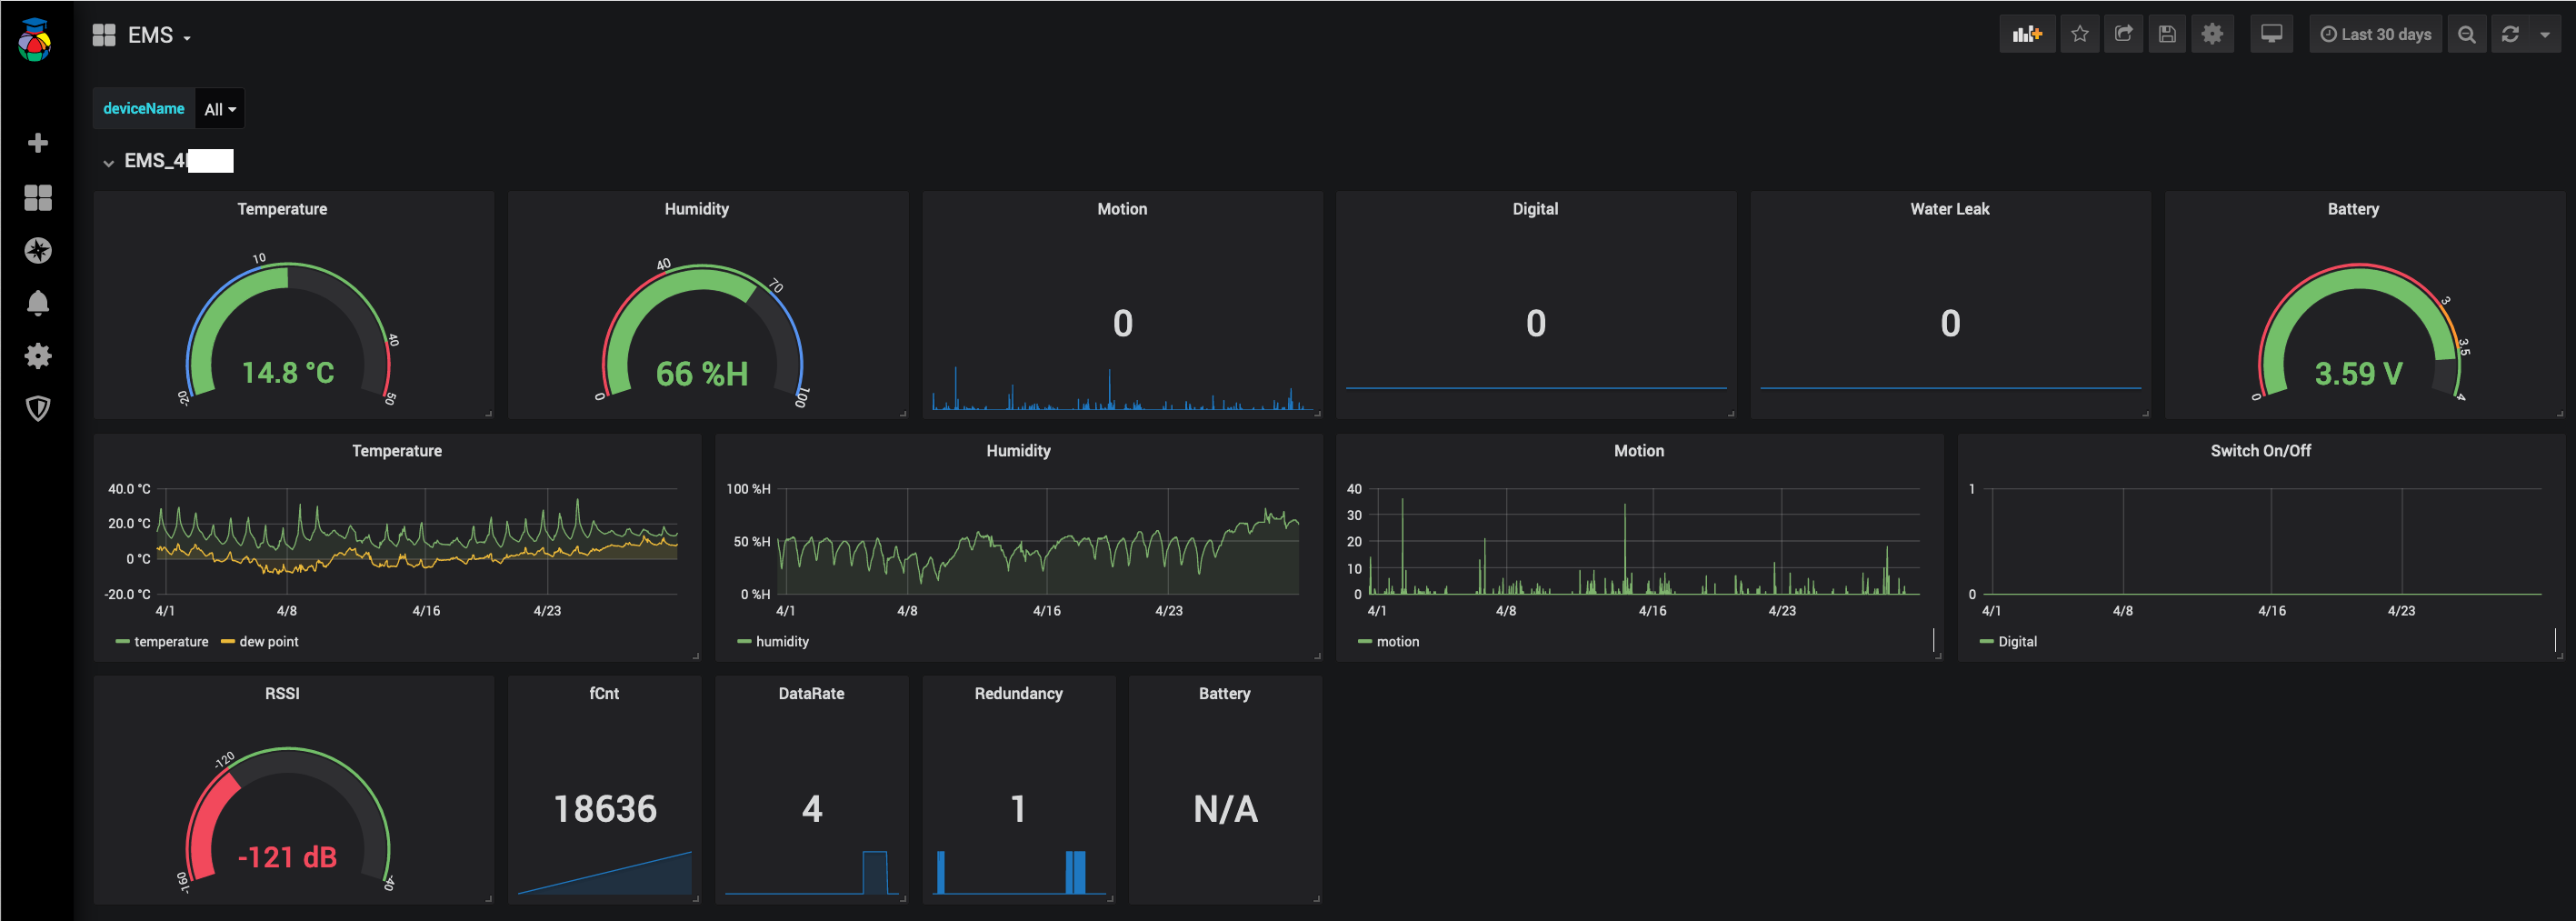 EMS
Last 30 days
deviceName All
EMS_4
Temperature
-20 10 40 50
14.8 °C
Humidity
0 40 70 100
66 %H
Motion
0
Digital
0
Water Leak
0
Battery
0 3 3.5 4
3.59 V
Temperature
40.0 °C
20.0 °C
0 °C
-20.0 °C
4/1 4/8 4/16 4/23
temperature dew point
Humidity
100 %H
50 %H
0 %H
4/1 4/8 4/16 4/23
humidity
Motion
40
30
20
10
0
4/1 4/8 4/16 4/23
motion
Switch On/Off
1
0
4/1 4/8 4/16 4/23
Digital
RSSI
-160 -120 -40
-121 dB
fCnt
18636
DataRate
4
Redundancy
1
Battery
N/A